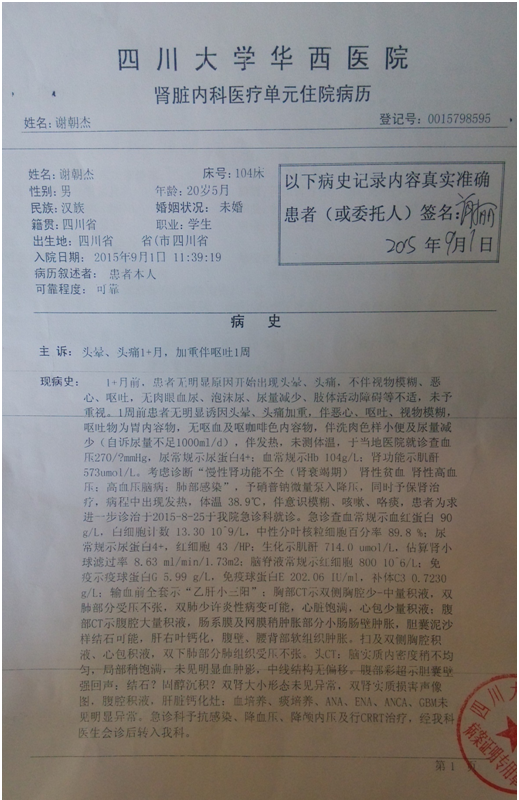 四川大学华西医院
肾脏内科医疗单元住院病历
姓名: 谢朝杰 登记号: 0015798595
姓名: 谢朝杰 床号: 104床
性别: 男 年龄: 20岁5月
民族: 汉族 婚姻状况: 未婚
籍贯: 四川省 职业: 学生
出生地: 四川省 省(市四川省
入院日期: 2015年9月1日 11:39:19
病历叙述者: 患者本人
可靠程度: 可靠
以下病史记录内容真实准确
患者（或委托人）签名:
2015 年9月1日
病 史
主 诉: 头晕、头痛1+月, 加重伴呕吐1周
现病史: 1+月前, 患者无明显原因开始出现头晕、头痛, 不伴视物模糊、恶
心、呕吐, 无肉眼血尿、泡沫尿、尿量减少、肢体活动障碍等不适, 未予
重视。1周前患者无明显诱因头晕、头痛加重, 伴恶心、呕吐、视物模糊,
呕吐物为胃内容物, 无呕血及呕咖啡色内容物, 伴洗肉色样小便及尿量减
少（自诉尿量不足1000ml/d）, 伴发热, 未测体温, 于当地医院就诊查血
压270/?mmHg, 尿常规示尿蛋白4+; 血常规示Hb 104g/L; 肾功能示肌酐
573umol/L。考虑诊断“慢性肾功能不全（肾衰竭期） 肾性贫血 肾性高血
压; 高血压脑病; 肺部感染”, 予硝普钠微量泵入降压, 同时予保肾治
疗, 病程中出现发热, 体温 38.9℃, 伴意识模糊、咳嗽、咯痰, 患者为求
进一步诊治于2015-8-25于我院急诊科就诊。急诊查血常规示血红蛋白 90
g/L, 白细胞计数 13.30 10^9/L, 中性分叶核粒细胞百分率 89.8 %; 尿
常规示尿蛋白4+, 红细胞 43 /HP; 生化示肌酐 714.0 umol/L, 估算肾小
球滤过率 8.63 ml/min/1.73m2; 脑脊液常规示红细胞 800 10^6/L; 免
疫示免疫球蛋白G 5.99 g/L, 免疫球蛋白E 202.06 IU/ml, 补体C3 0.7230
g/L; 输血前全套示“乙肝小三阳”; 胸部CT示双侧胸腔少-中量积液, 双
肺部分受压不张, 双肺少许炎性病变可能, 心脏饱满, 心包少量积液; 腹
部CT示腹腔大量积液, 肠系膜及网膜稍肿胀部分小肠肠壁肿胀, 胆囊泥沙
样结石可能, 肝右叶钙化, 腹壁、腰背部软组织肿胀, 扫及双侧胸腔积
液、心包积液, 双下肺部分肺组织受压不张, 头CT: 脑实质内密度稍不均
匀, 局部稍饱满, 未见明显血肿影, 中线结构无偏移。腹部彩超示胆囊壁
强回声: 结石? 固醇沉积? 双肾大小形态未见异常, 双肾实质损害声像
图, 腹腔积液, 肝脏钙化灶; 血培养、痰培养、ANA、ENA、ANCA、GBM未
见明显异常。急诊科予抗感染、降血压、降颅内压及行CRRT治疗, 经我科
医生会诊后转入我科。
第 1 页
四川大学
病案证明专用